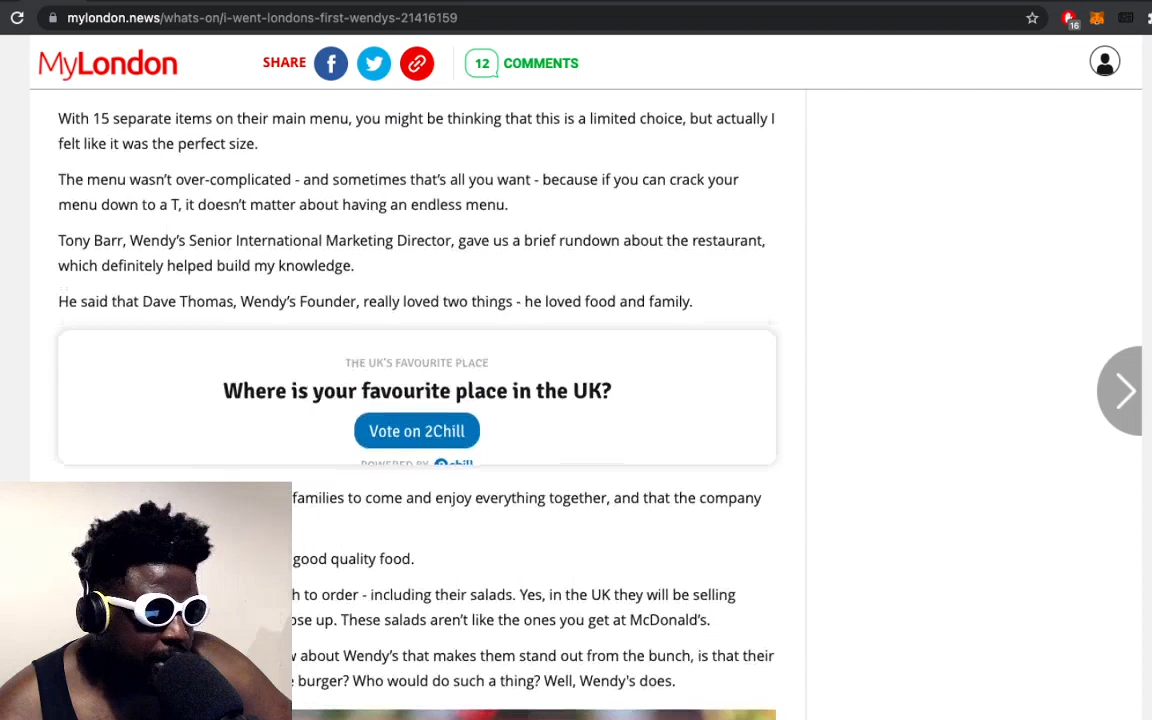 mylondon.news/whats-on/i-went-londons-first-wendys-21416159
16
MyLondon
SHARE
12 COMMENTS
With 15 separate items on their main menu, you might be thinking that this is a limited choice, but actually I
felt like it was the perfect size.
The menu wasn’t over-complicated - and sometimes that’s all you want - because if you can crack your
menu down to a T, it doesn’t matter about having an endless menu.
Tony Barr, Wendy’s Senior International Marketing Director, gave us a brief rundown about the restaurant,
which definitely helped build my knowledge.
He said that Dave Thomas, Wendy’s Founder, really loved two things - he loved food and family.
THE UK'S FAVOURITE PLACE
Where is your favourite place in the UK?
Vote on 2Chill
POWERED BY 2chill
families to come and enjoy everything together, and that the company
good quality food.
to order - including their salads. Yes, in the UK they will be selling
up. These salads aren’t like the ones you get at McDonald’s.
about Wendy’s that makes them stand out from the bunch, is that their
burger? Who would do such a thing? Well, Wendy's does.